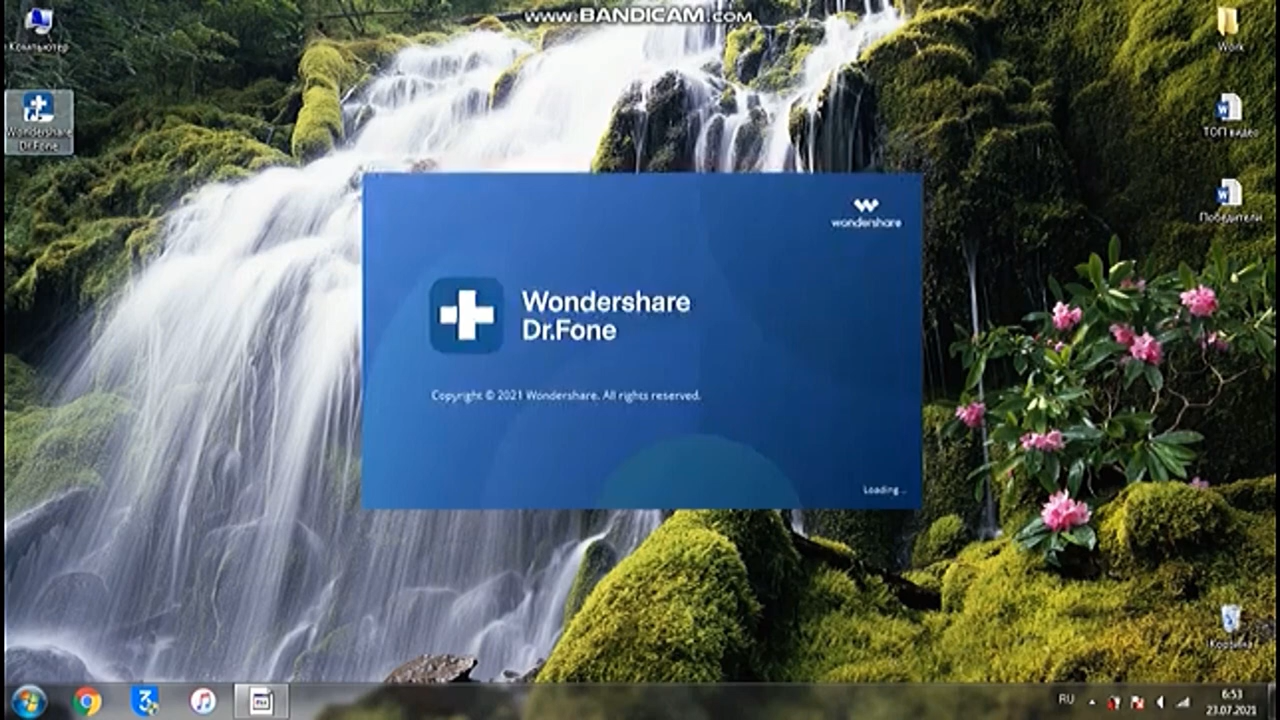 www.BANDICAM.com
Компьютер
Wondershare
Dr.Fone
Work
ТОП видео
Победители
wondershare
Wondershare
Dr.Fone
Copyright © 2021 Wondershare. All rights reserved.
Loading...
Корзина
RU
6:53
23.07.2021